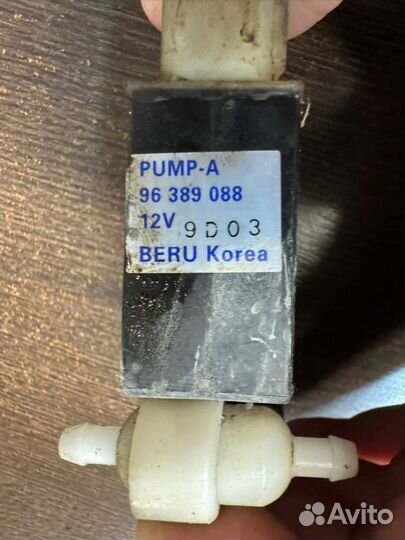 PUMP-A
96 389 088
12V 9D03
BERU Korea
Avito